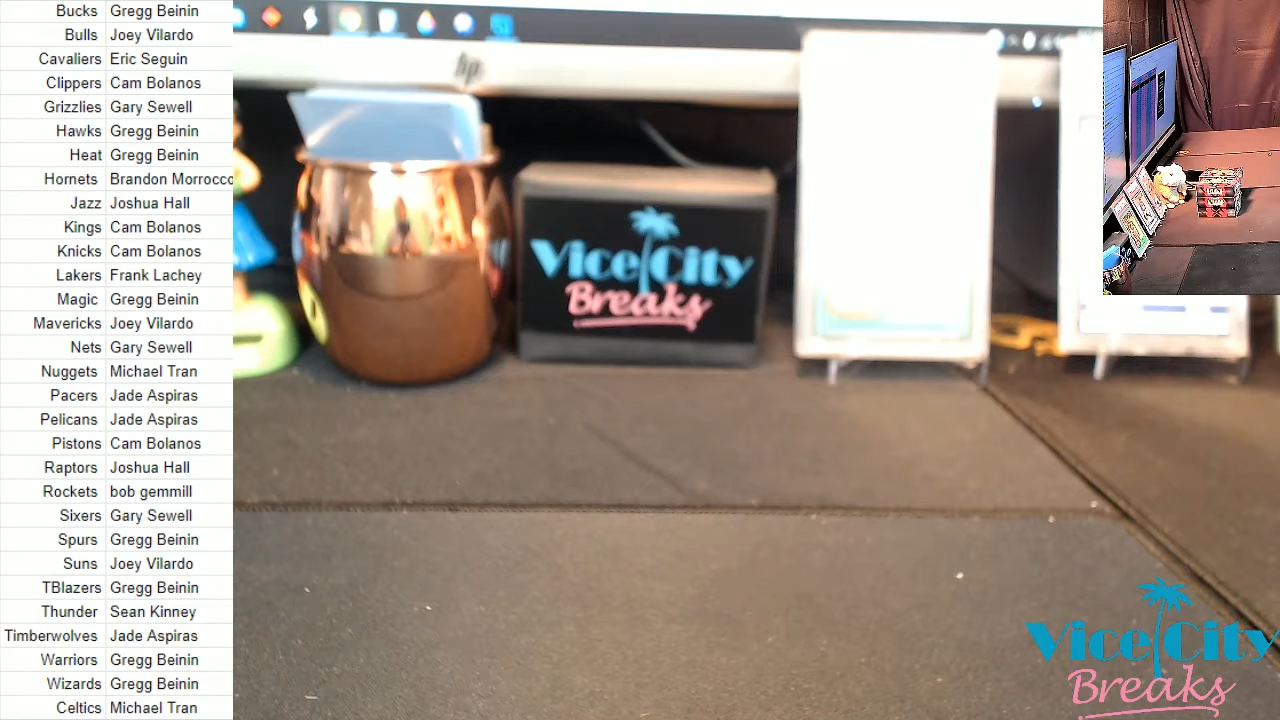 Bucks Gregg Beinin
Bulls Joey Vilardo
Cavaliers Eric Seguin
Clippers Cam Bolanos
Grizzlies Gary Sewell
Hawks Gregg Beinin
Heat Gregg Beinin
Hornets Brandon Morrocco
Jazz Joshua Hall
Kings Cam Bolanos
Knicks Cam Bolanos
Lakers Frank Lachey
Magic Gregg Beinin
Mavericks Joey Vilardo
Nets Gary Sewell
Nuggets Michael Tran
Pacers Jade Aspiras
Pelicans Jade Aspiras
Pistons Cam Bolanos
Raptors Joshua Hall
Rockets bob gemmill
Sixers Gary Sewell
Spurs Gregg Beinin
Suns Joey Vilardo
TBlazers Gregg Beinin
Thunder Sean Kinney
Timberwolves Jade Aspiras
Warriors Gregg Beinin
Wizards Gregg Beinin
Celtics Michael Tran
hp
Vice City
Breaks
Vice City
Breaks